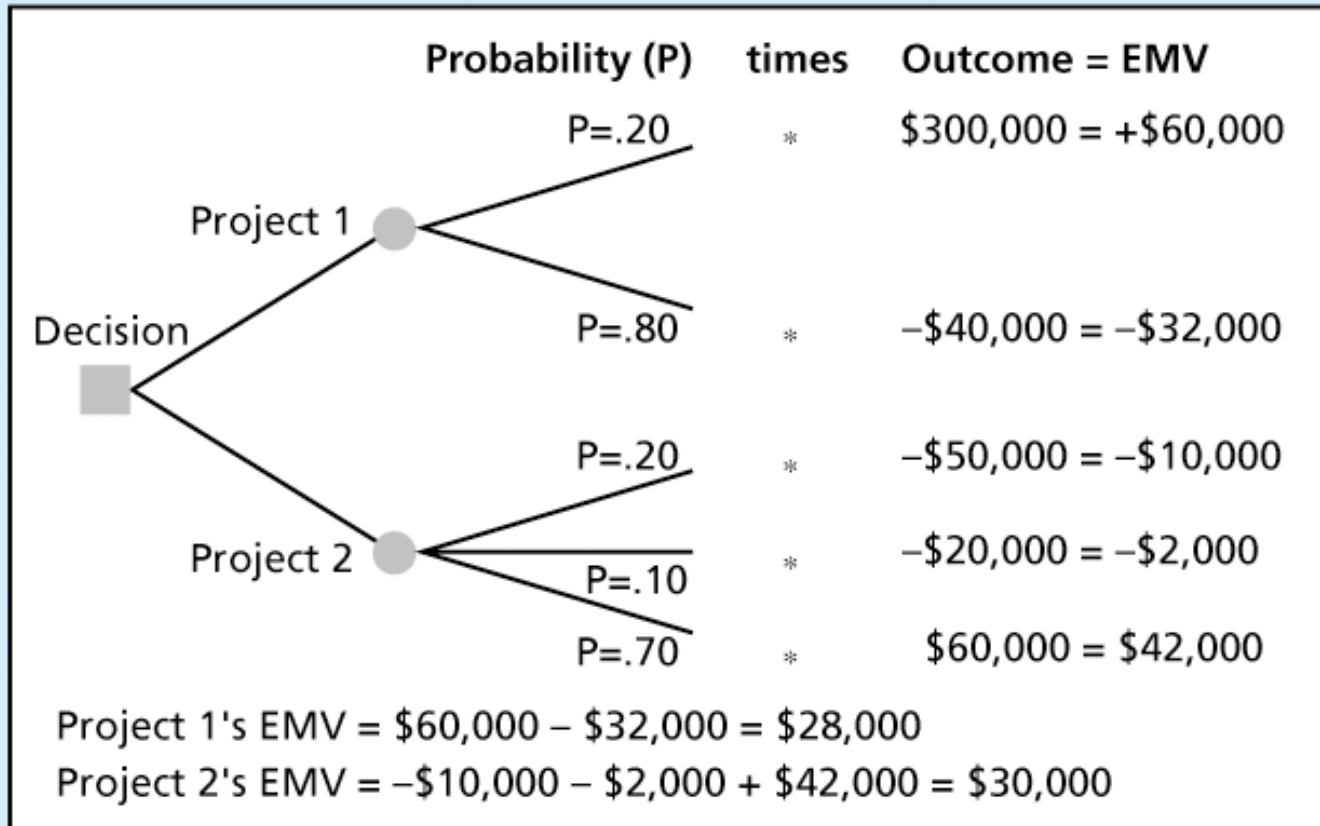 Probability (P) times Outcome = EMV
P=.20 * $300,000 = +$60,000
Project 1
P=.80 * –$40,000 = –$32,000
Decision
P=.20 * –$50,000 = –$10,000
Project 2
P=.10 * –$20,000 = –$2,000
P=.70 * $60,000 = $42,000
Project 1's EMV = $60,000 – $32,000 = $28,000
Project 2's EMV = –$10,000 – $2,000 + $42,000 = $30,000